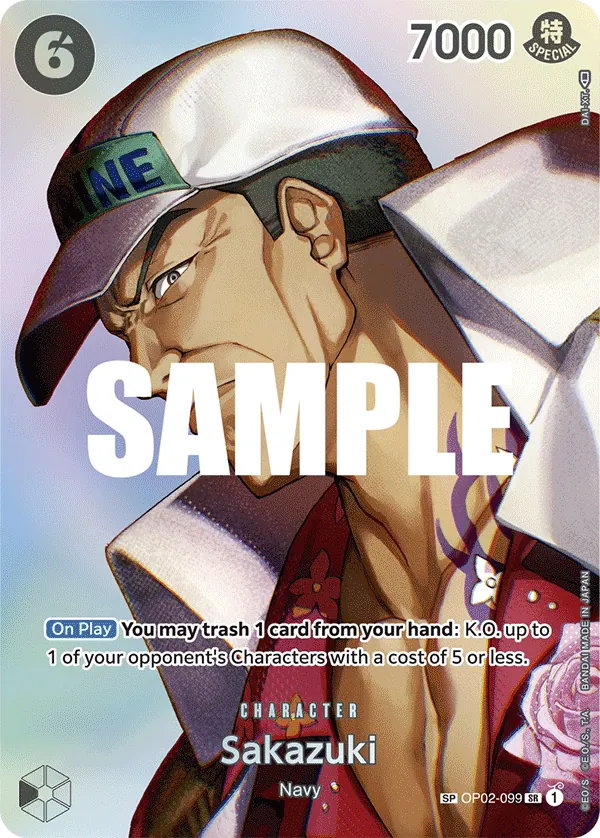 6
7000
特
SPECIAL
DAI-XT.
INE
SAMPLE
On Play You may trash 1 card from your hand: K.O. up to
1 of your opponent's Characters with a cost of 5 or less.
CHARACTER
Sakazuki
Navy
SP OP02-099 SR 1
©E.O./S. ©E.O./S., T.A. BANDAI MADE IN JAPAN